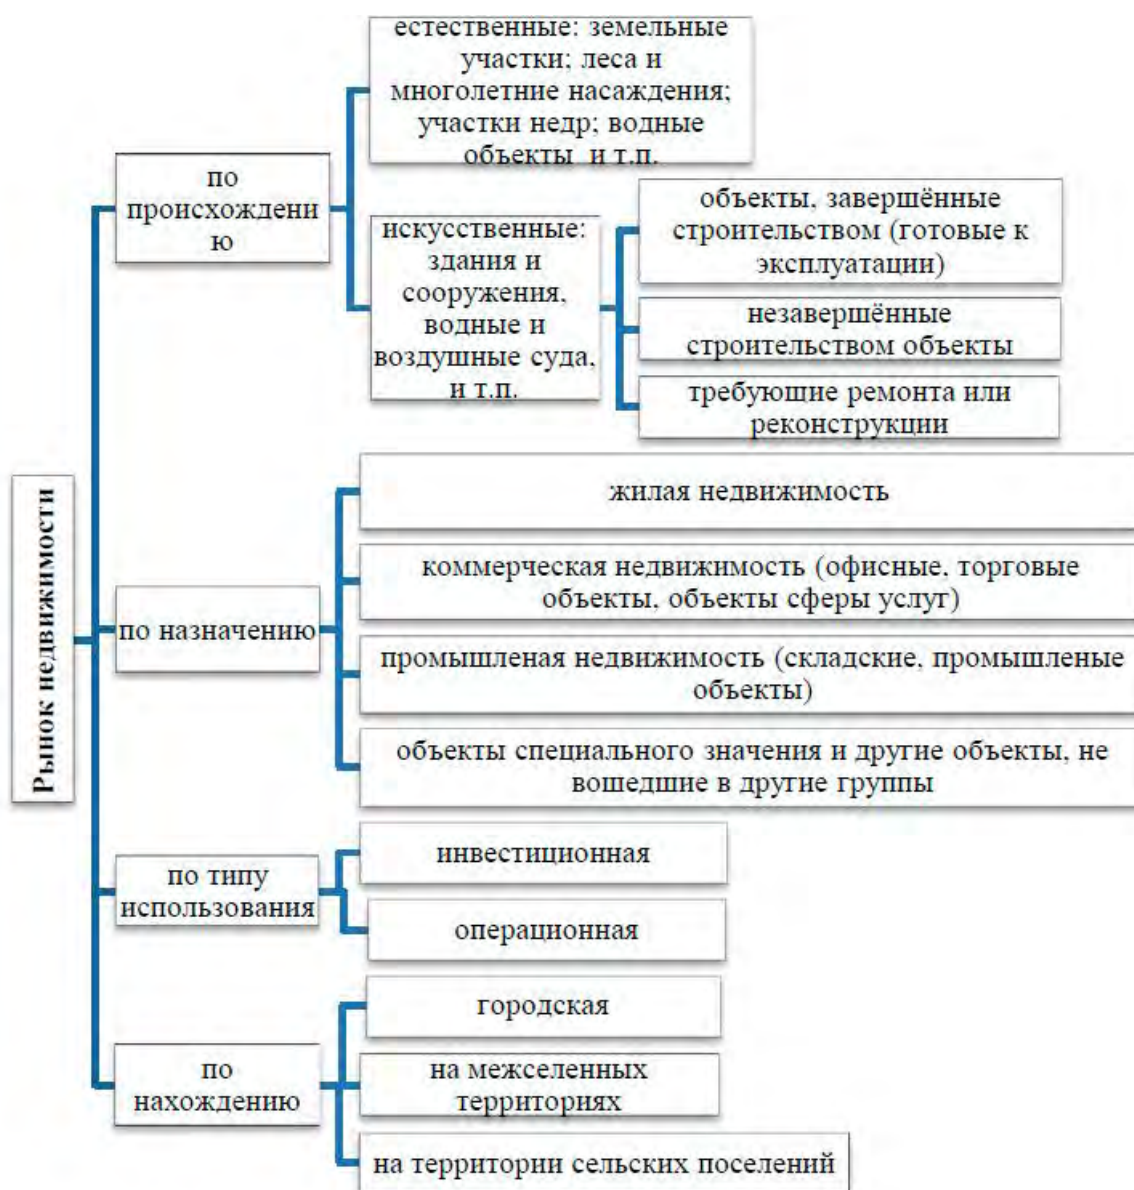 Рынок недвижимости
по
происхождени
ю
естественные: земельные
участки; леса и
многолетние насаждения;
участки недр; водные
объекты и т.п.
искусственные:
здания и
сооружения,
водные и
воздушные суда,
и т.п.
объекты, завершённые
строительством (готовые к
эксплуатации)
незавершённые
строительством объекты
требующие ремонта или
реконструкции
по назначению
жилая недвижимость
коммерческая недвижимость (офисные, торговые
объекты, объекты сферы услуг)
промышленая недвижимость (складские, промышленые
объекты)
объекты специального значения и другие объекты, не
вошедшие в другие группы
по типу
использования
инвестиционная
операционная
по
нахождению
городская
на межселенных
территориях
на территории сельских поселений